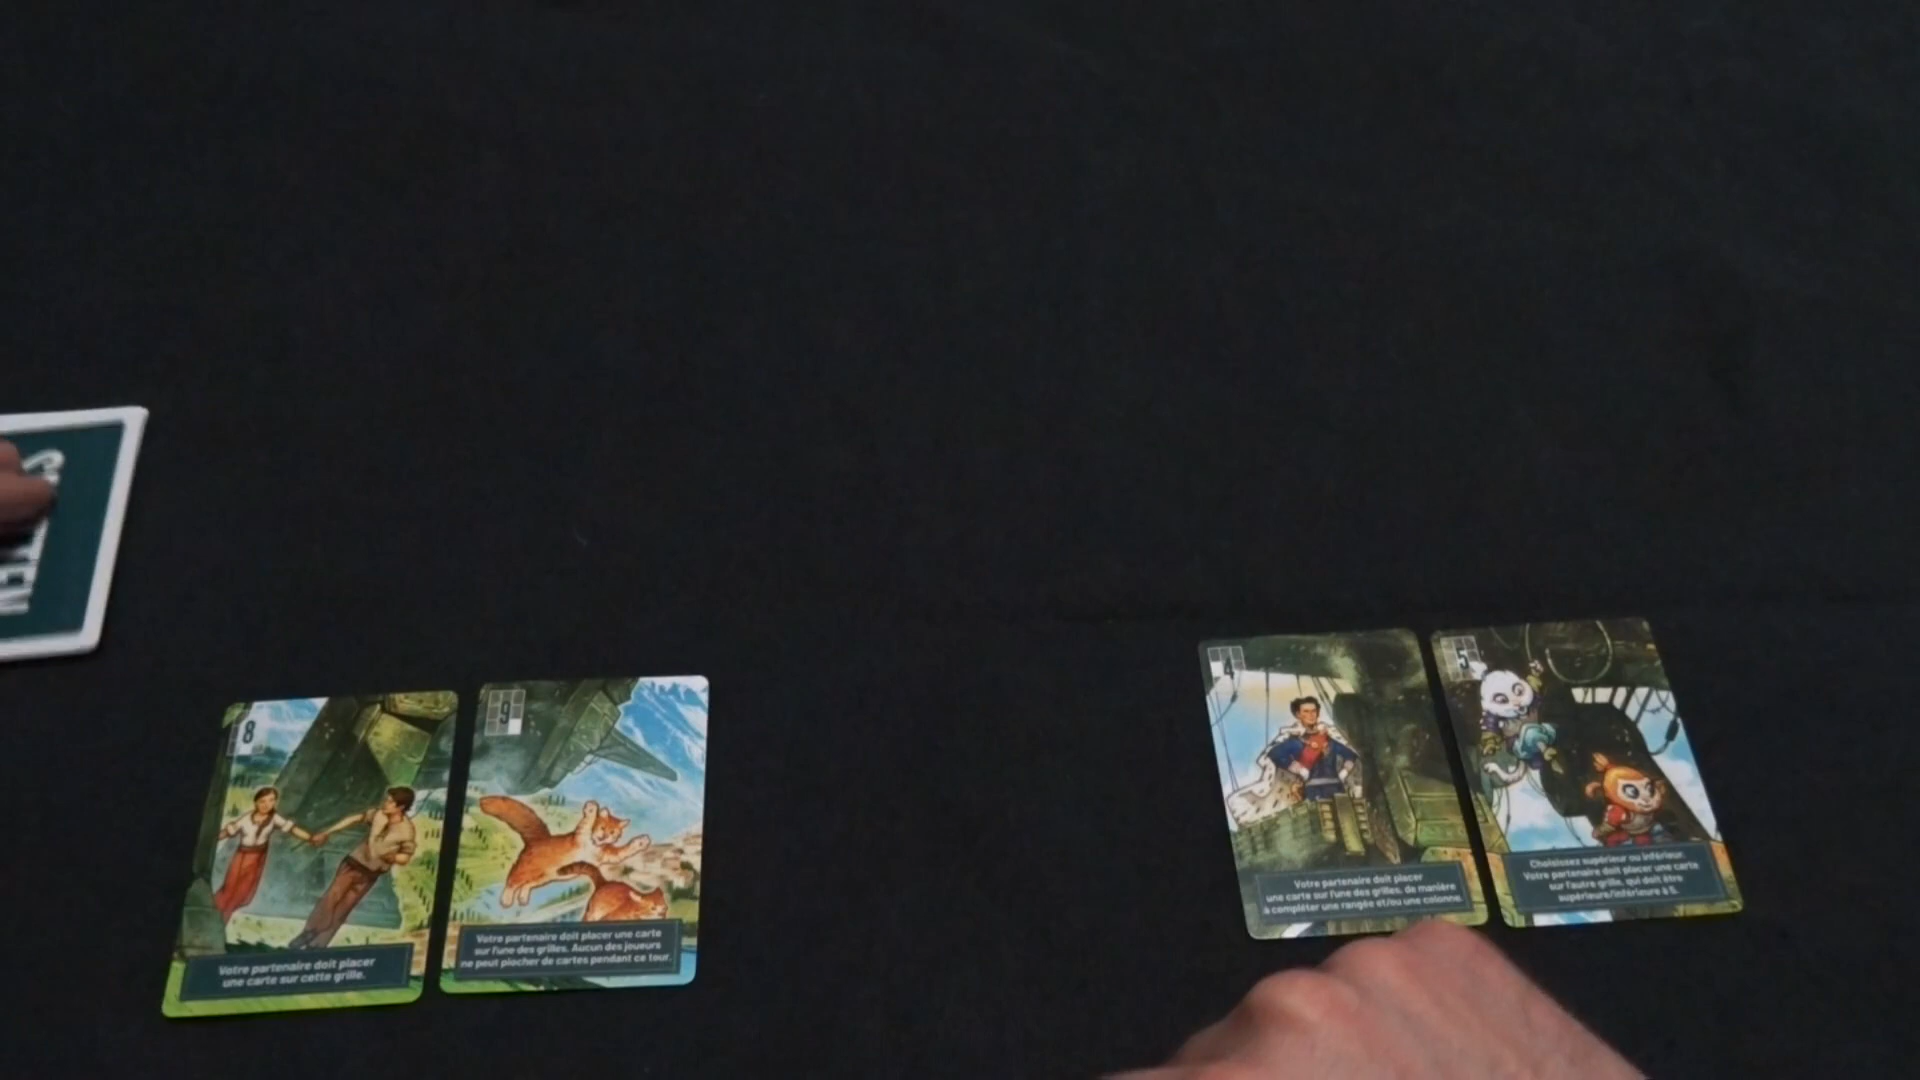 8
Votre partenaire doit placer
une carte sur cette grille.
9
Votre partenaire doit placer une carte
sur l'une des grilles. Aucun des joueurs
ne peut piocher de cartes pendant ce tour.
4
Votre partenaire doit placer
une carte sur l'une des grilles, de manière
à compléter une rangée et/ou une colonne.
5
Choisissez supérieur ou inférieur.
Votre partenaire doit placer une carte
sur l'autre grille, qui doit être
supérieure/inférieure à 5.